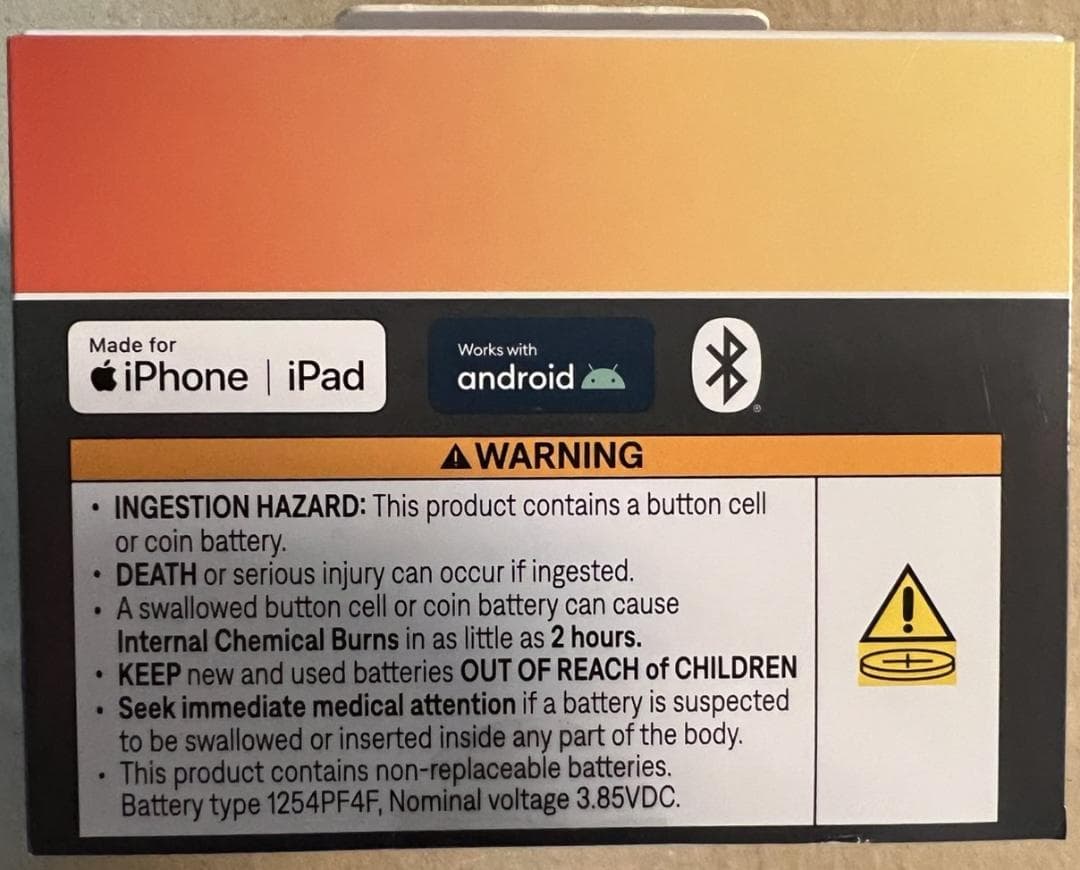 Made for
iPhone | iPad
Works with
android
®
WARNING
• INGESTION HAZARD: This product contains a button cell
or coin battery.
• DEATH or serious injury can occur if ingested.
• A swallowed button cell or coin battery can cause
Internal Chemical Burns in as little as 2 hours.
• KEEP new and used batteries OUT OF REACH of CHILDREN
• Seek immediate medical attention if a battery is suspected
to be swallowed or inserted inside any part of the body.
• This product contains non-replaceable batteries.
Battery type 1254PF4F, Nominal voltage 3.85VDC.